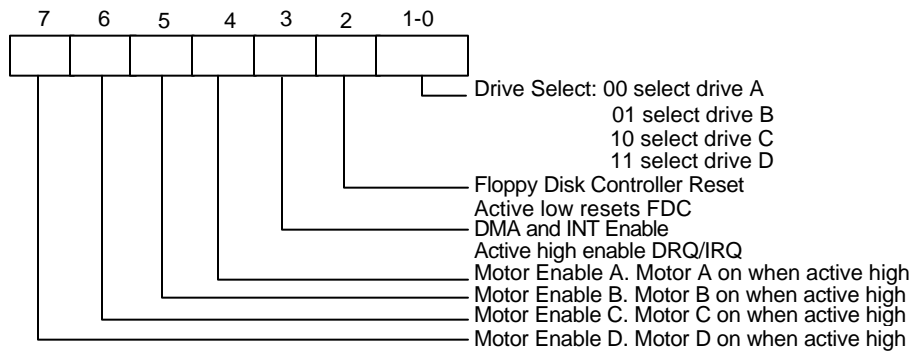 7 6 5 4 3 2 1-0
Drive Select: 00 select drive A
01 select drive B
10 select drive C
11 select drive D
Floppy Disk Controller Reset
Active low resets FDC
DMA and INT Enable
Active high enable DRQ/IRQ
Motor Enable A. Motor A on when active high
Motor Enable B. Motor B on when active high
Motor Enable C. Motor C on when active high
Motor Enable D. Motor D on when active high